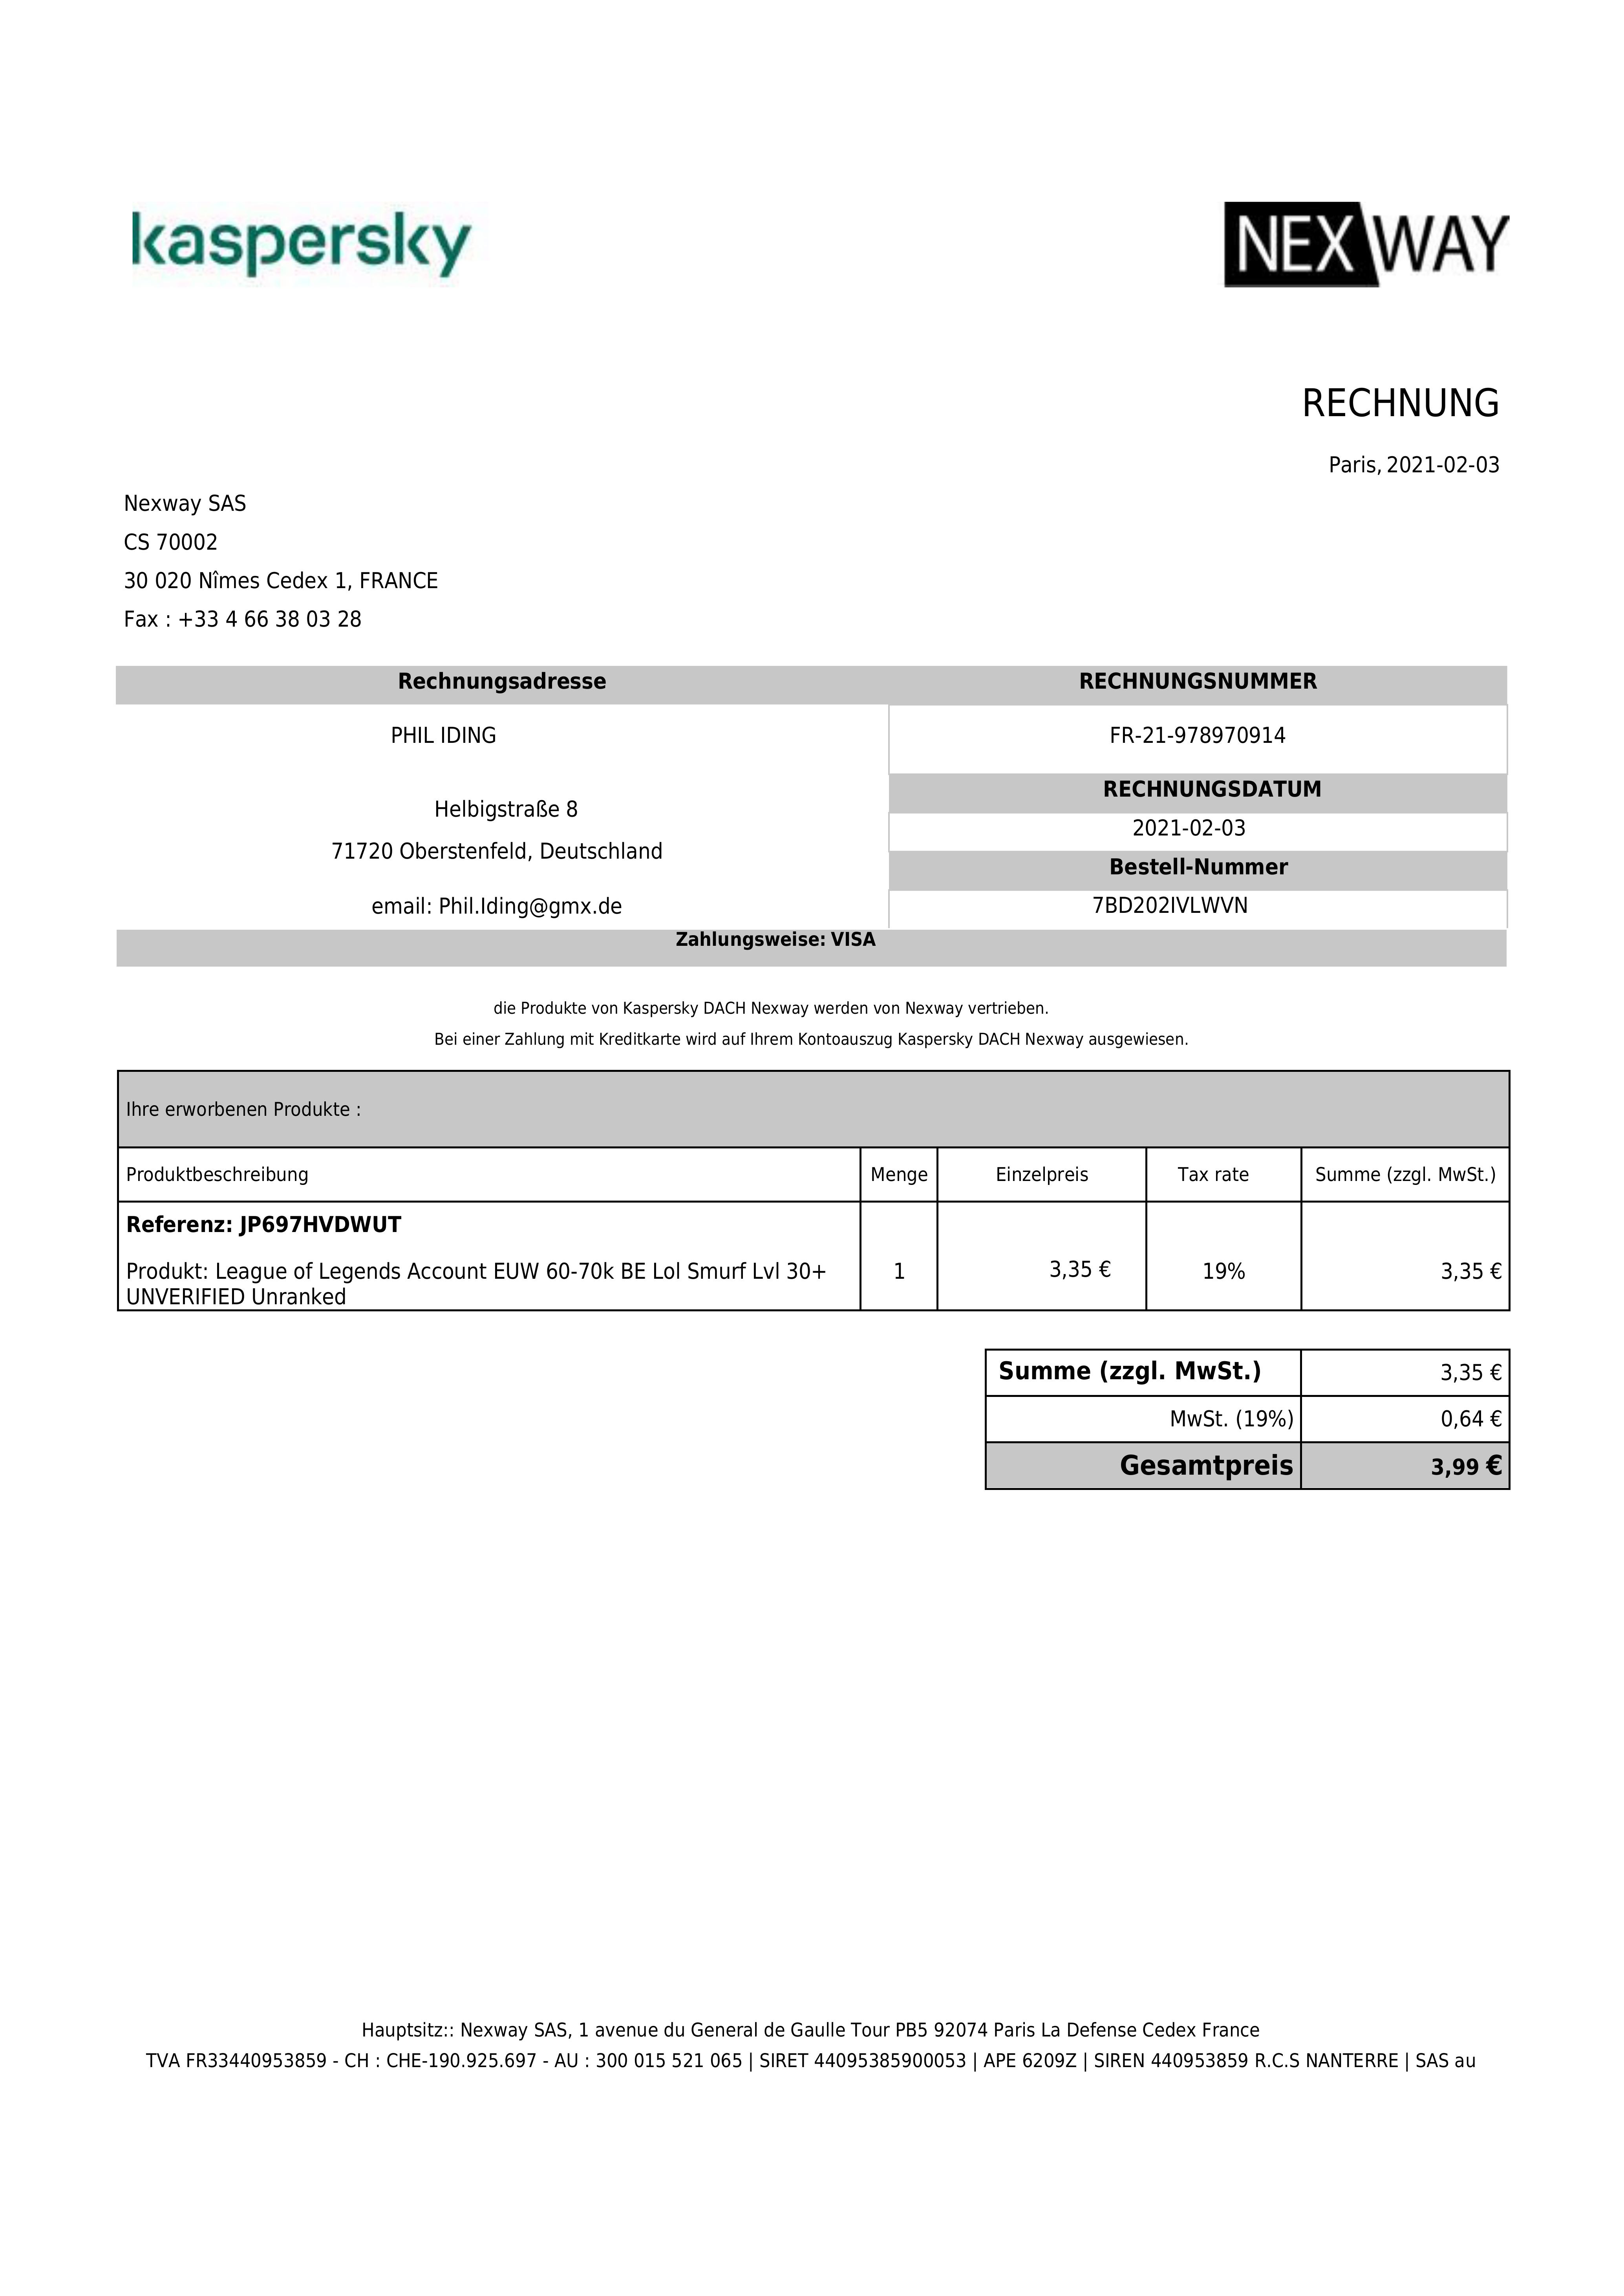 kaspersky
NEXWAY
RECHNUNG
Paris, 2021-02-03
Nexway SAS
CS 70002
30 020 Nîmes Cedex 1, FRANCE
Fax : +33 4 66 38 03 28
Rechnungsadresse
RECHNUNGSNUMMER
PHIL IDING
FR-21-978970914
RECHNUNGSDATUM
Helbigstraße 8
2021-02-03
71720 Oberstenfeld, Deutschland
Bestell-Nummer
email: Phil.Iding@gmx.de
7BD202IVLWVN
Zahlungsweise: VISA
die Produkte von Kaspersky DACH Nexway werden von Nexway vertrieben.
Bei einer Zahlung mit Kreditkarte wird auf Ihrem Kontoauszug Kaspersky DACH Nexway ausgewiesen.
Ihre erworbenen Produkte :
Produktbeschreibung Menge Einzelpreis Tax rate Summe (zzgl. MwSt.)
Referenz: JP697HVDWUT
Produkt: League of Legends Account EUW 60-70k BE Lol Smurf Lvl 30+ 1 3,35 € 19% 3,35 €
UNVERIFIED Unranked
Summe (zzgl. MwSt.) 3,35 €
MwSt. (19%) 0,64 €
Gesamtpreis 3,99 €
Hauptsitz:: Nexway SAS, 1 avenue du General de Gaulle Tour PB5 92074 Paris La Defense Cedex France
TVA FR33440953859 - CH : CHE-190.925.697 - AU : 300 015 521 065 | SIRET 44095385900053 | APE 6209Z | SIREN 440953859 R.C.S NANTERRE | SAS au